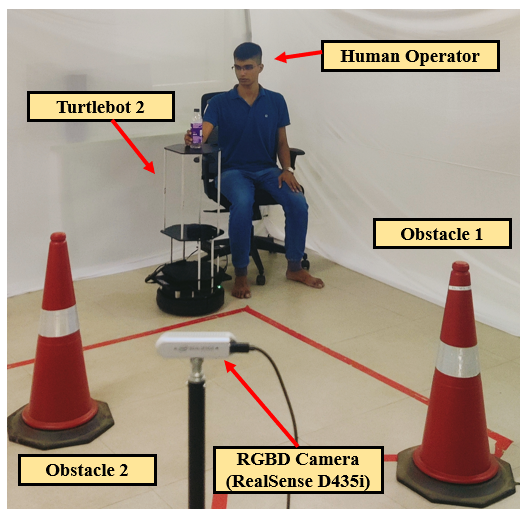 Human Operator
Turtlebot 2
Obstacle 1
Obstacle 2
RGBD Camera
(RealSense D435i)